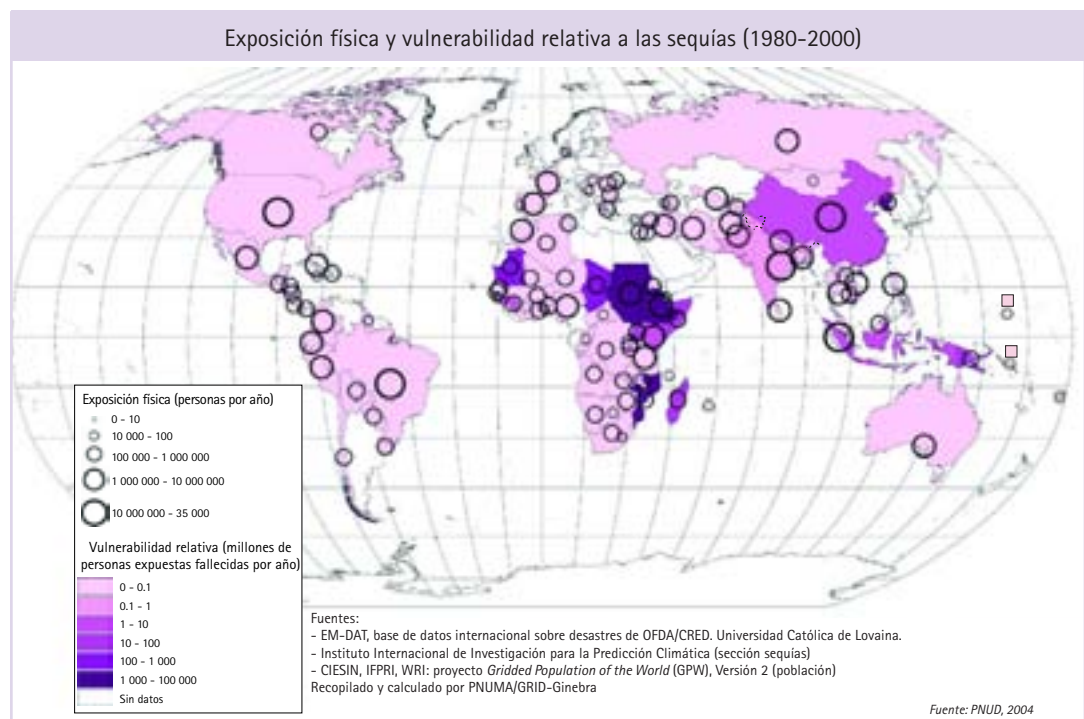 Exposición física y vulnerabilidad relativa a las sequías (1980-2000)
Exposición física (personas por año)
0 - 10
10 000 - 100
100 000 - 1 000 000
1 000 000 - 10 000 000
10 000 000 - 35 000
Vulnerabilidad relativa (millones de
personas expuestas fallecidas por año)
0 - 0.1
0.1 - 1
1 - 10
10 - 100
100 - 1 000
1 000 - 100 000
Sin datos
Fuentes:
- EM-DAT, base de datos internacional sobre desastres de OFDA/CRED. Universidad Católica de Lovaina.
- Instituto Internacional de Investigación para la Predicción Climática (sección sequías)
- CIESIN, IFPRI, WRI: proyecto Gridded Population of the World (GPW), Versión 2 (población)
Recopilado y calculado por PNUMA/GRID-Ginebra
Fuente: PNUD, 2004